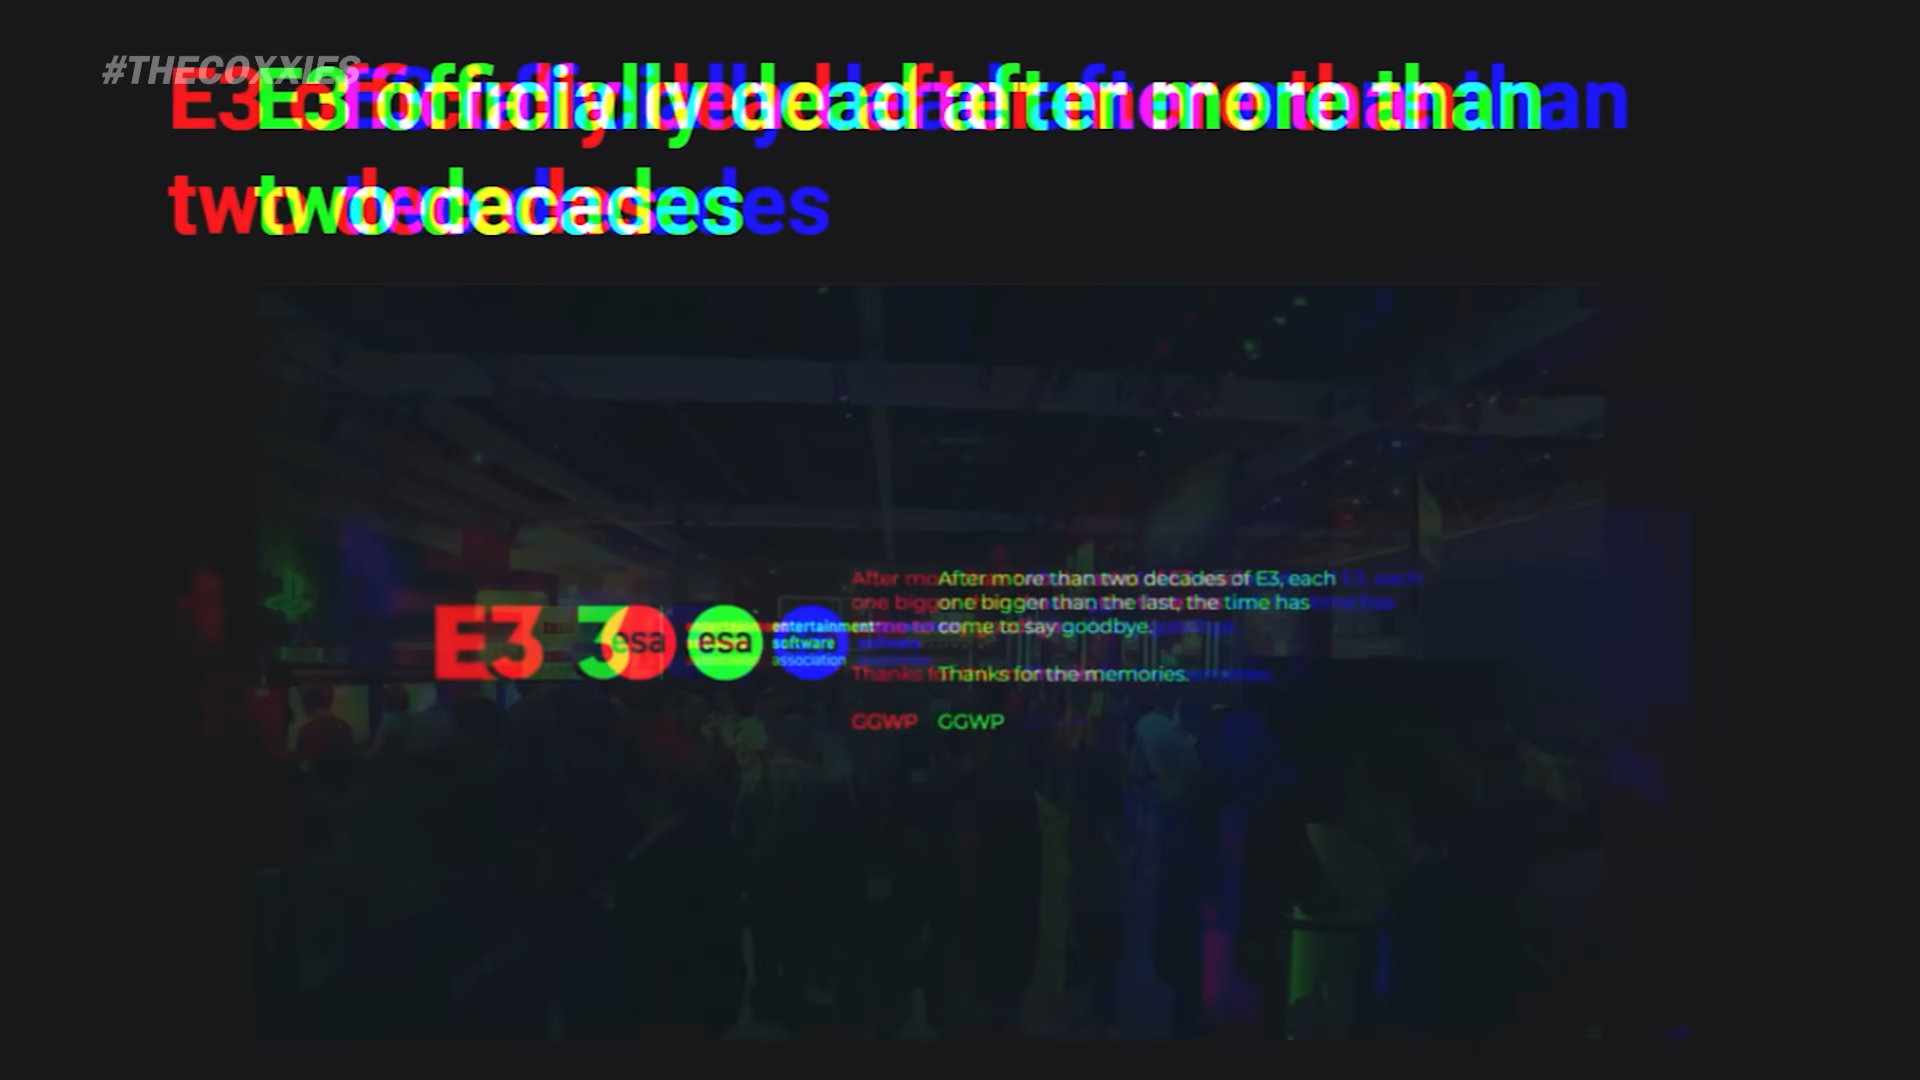 #THECOXXIES
E3 officially dead after more than
two decades
After more than two decades of E3, each
one bigger than the last, the time has
come to say goodbye.
Thanks for the memories.
GGWP
E3
esa
entertainment
software
association